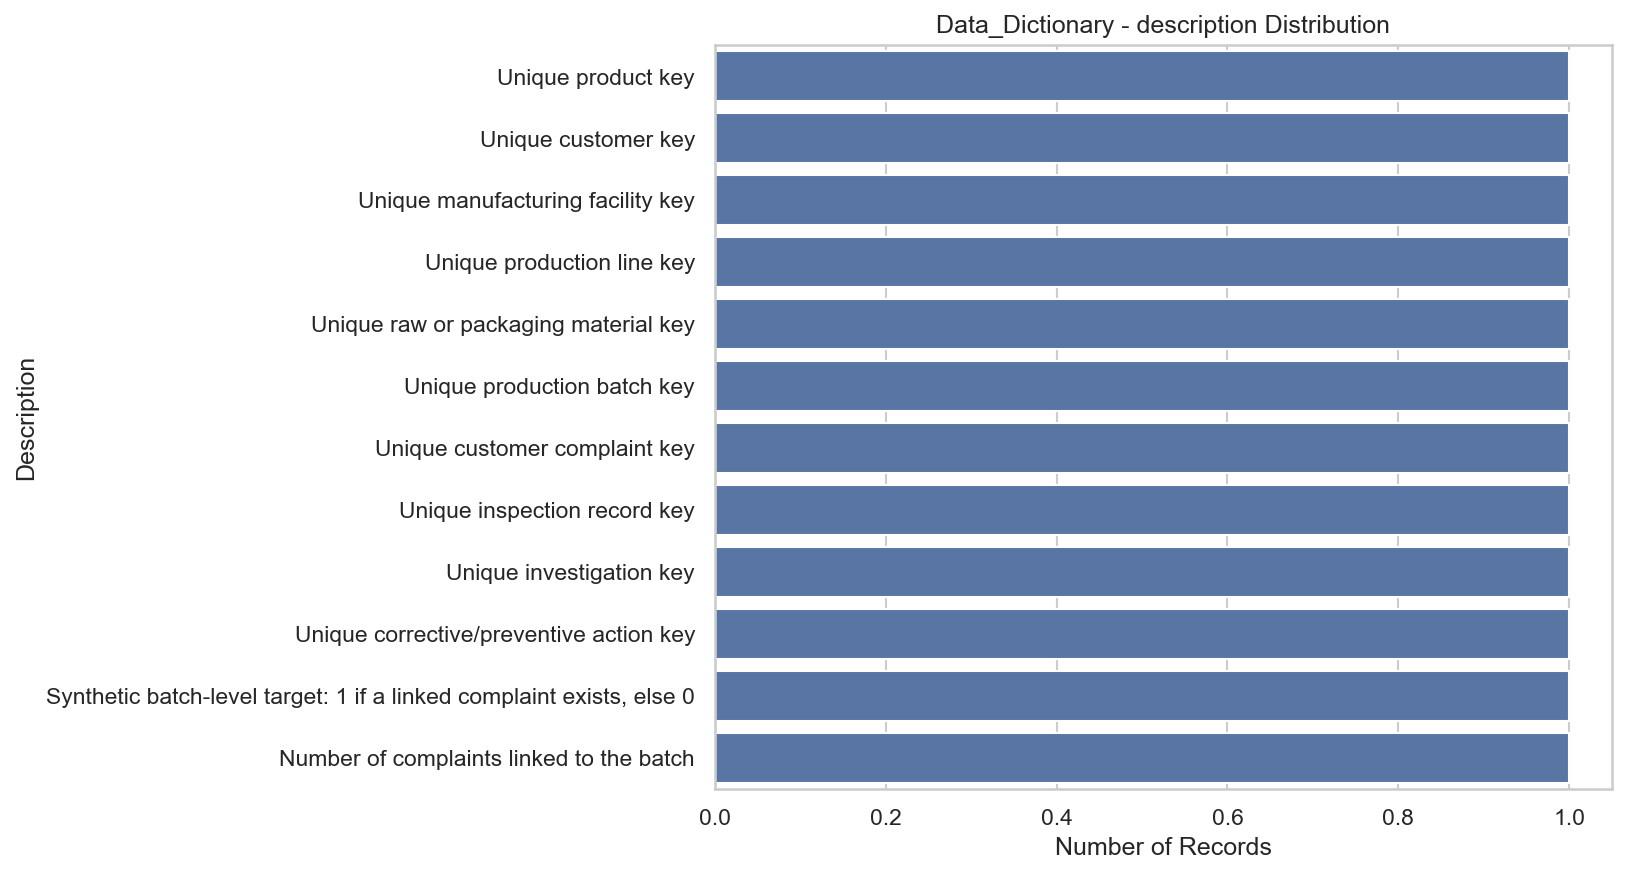 Data_Dictionary - description Distribution
Unique product key
Unique customer key
Unique manufacturing facility key
Unique production line key
Unique raw or packaging material key
Unique production batch key
Unique customer complaint key
Unique inspection record key
Unique investigation key
Unique corrective/preventive action key
Synthetic batch-level target: 1 if a linked complaint exists, else 0
Number of complaints linked to the batch
Description
0.0 0.2 0.4 0.6 0.8 1.0
Number of Records